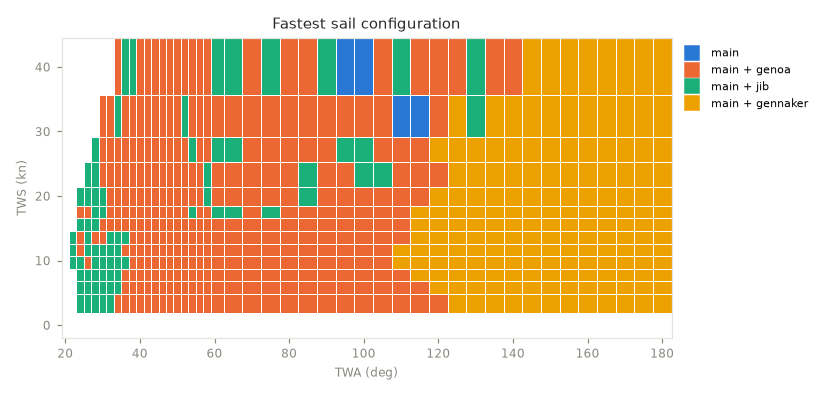 Fastest sail configuration
main
main + genoa
main + jib
main + gennaker
TWS (kn)
40
30
20
10
0
20 40 60 80 100 120 140 160 180
TWA (deg)